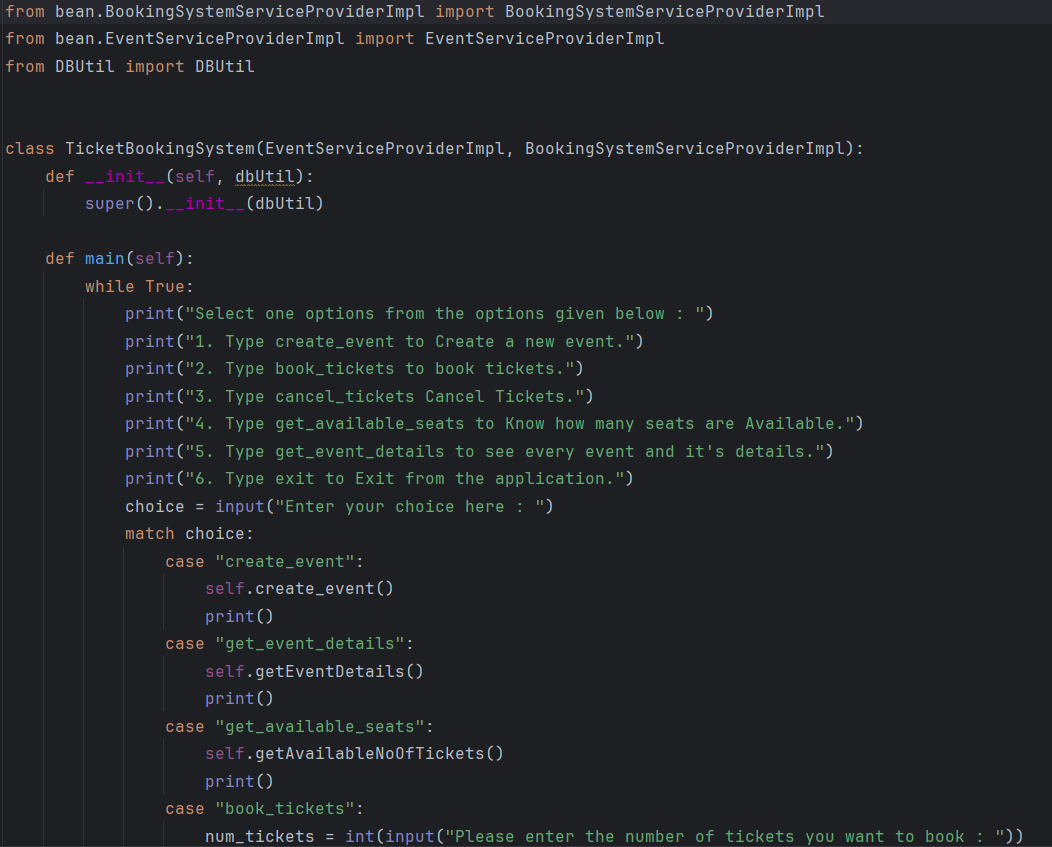 from bean.BookingSystemServiceProviderImpl import BookingSystemServiceProviderImpl
from bean.EventServiceProviderImpl import EventServiceProviderImpl
from DBUtil import DBUtil


class TicketBookingSystem(EventServiceProviderImpl, BookingSystemServiceProviderImpl):
    def __init__(self, dbUtil):
        super().__init__(dbUtil)

    def main(self):
        while True:
            print("Select one options from the options given below : ")
            print("1. Type create_event to Create a new event.")
            print("2. Type book_tickets to book tickets.")
            print("3. Type cancel_tickets Cancel Tickets.")
            print("4. Type get_available_seats to Know how many seats are Available.")
            print("5. Type get_event_details to see every event and it's details.")
            print("6. Type exit to Exit from the application.")
            choice = input("Enter your choice here : ")
            match choice:
                case "create_event":
                    self.create_event()
                    print()
                case "get_event_details":
                    self.getEventDetails()
                    print()
                case "get_available_seats":
                    self.getAvailableNoOfTickets()
                    print()
                case "book_tickets":
                    num_tickets = int(input("Please enter the number of tickets you want to book : "))